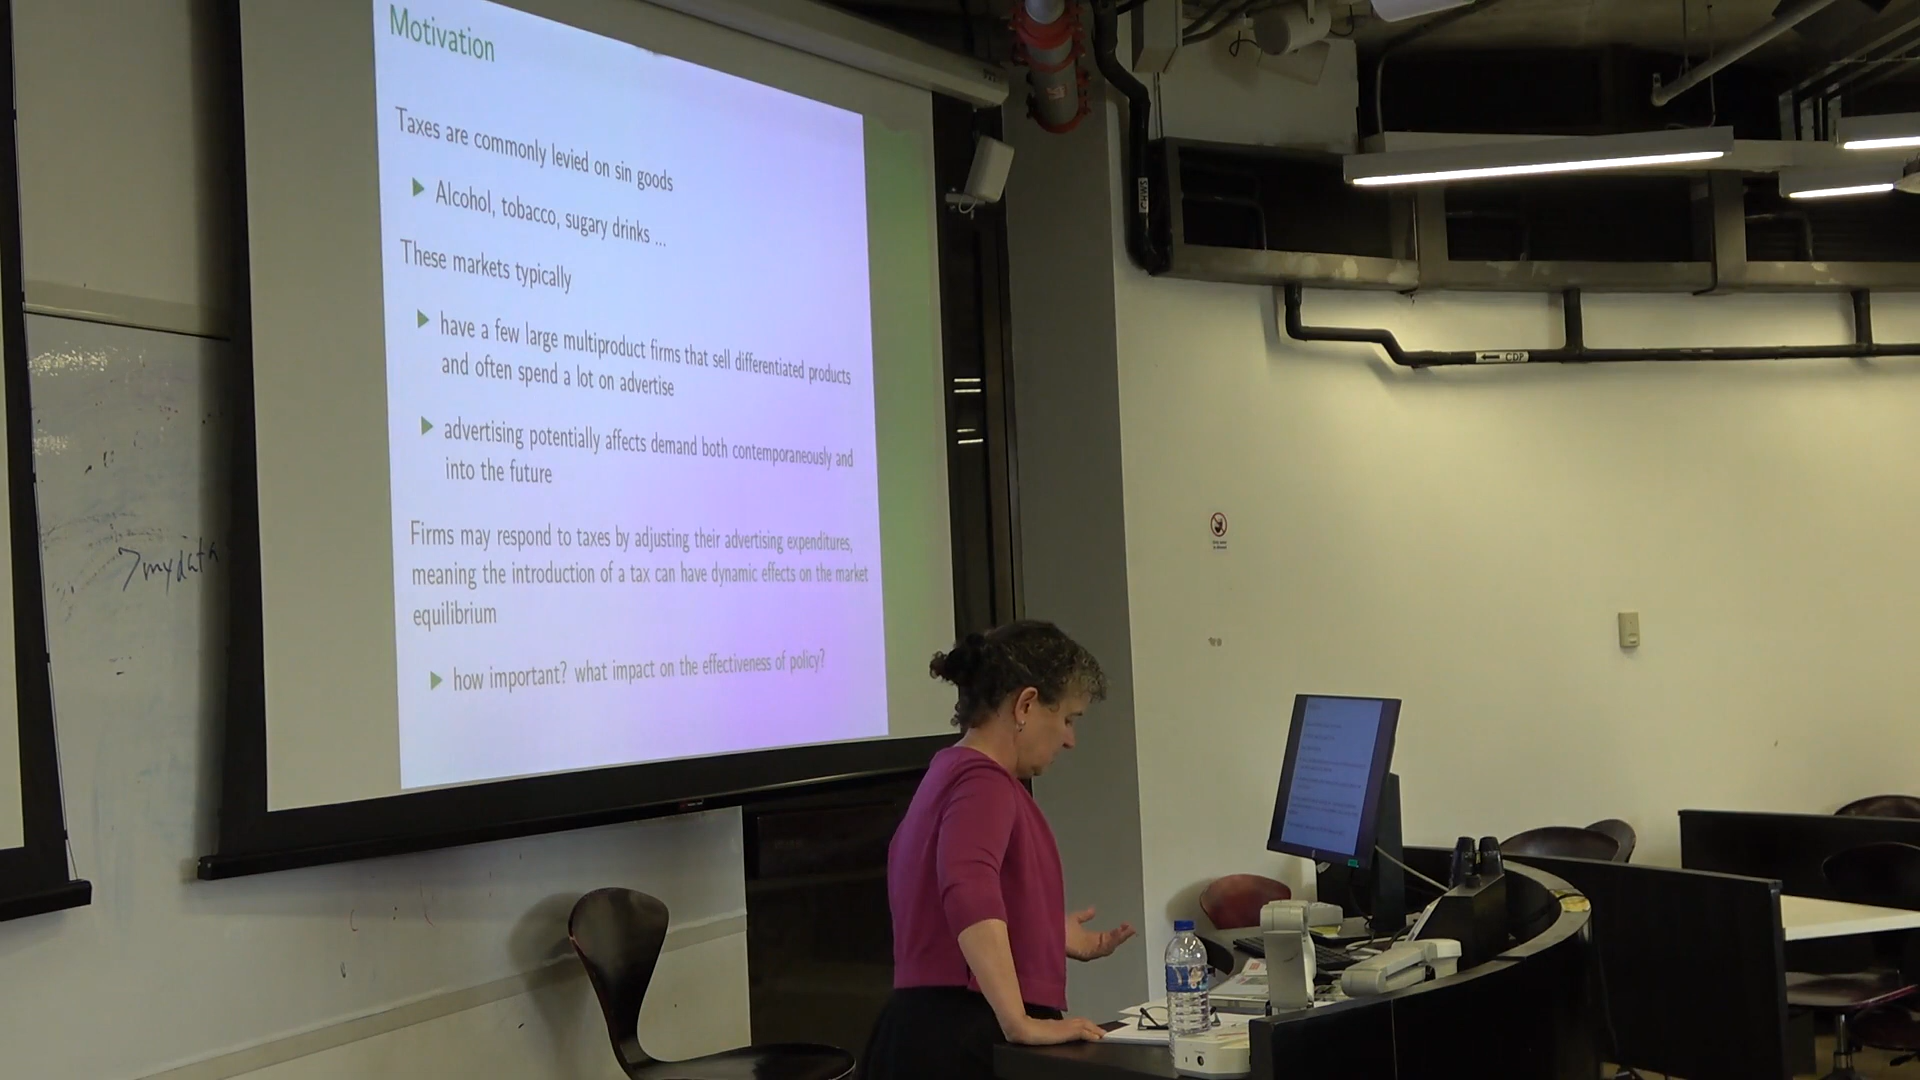 Motivation
Taxes are commonly levied on sin goods
Alcohol, tobacco, sugary drinks ...
These markets typically
have a few large multiproduct firms that sell differentiated products
and often spend a lot on advertise
advertising potentially affects demand both contemporaneously and
into the future
Firms may respond to taxes by adjusting their advertising expenditures,
meaning the introduction of a tax can have dynamic effects on the market
equilibrium
how important? what impact on the effectiveness of policy?
>mydata
CHWS
← CDP